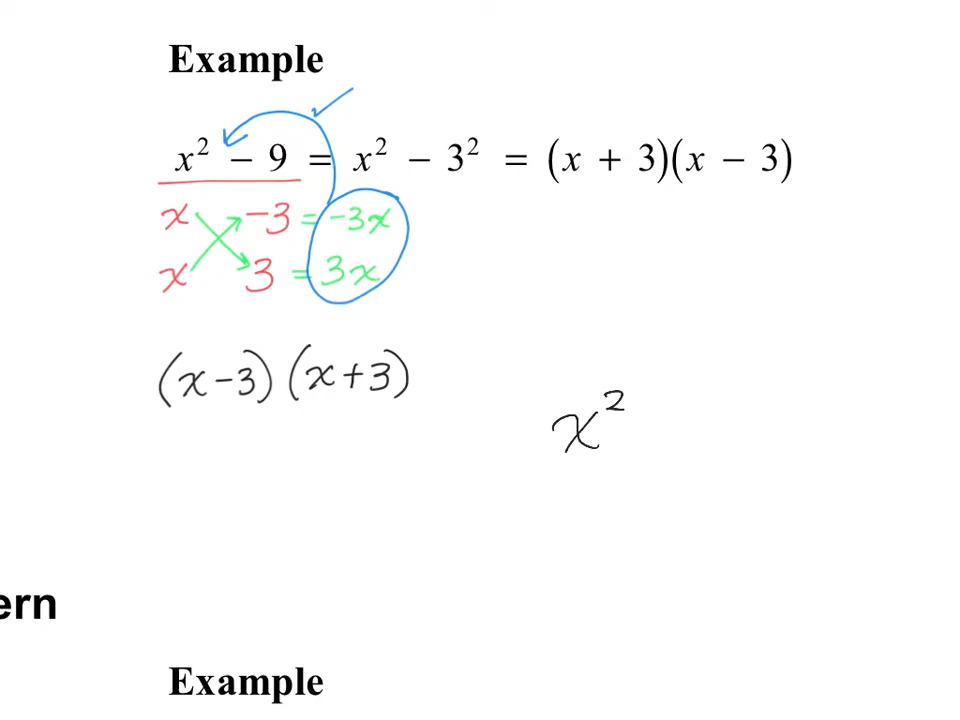 Example
x² − 9 = x² − 3² = (x + 3)(x − 3)
x −3 = −3x
x 3 = 3x
(x−3)(x+3)
x²
ern
Example